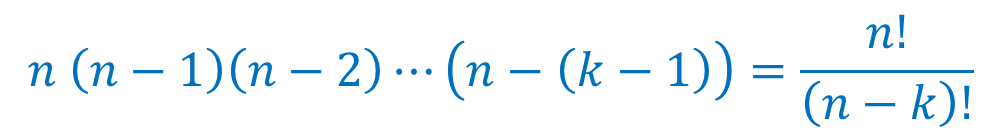 n (n − 1)(n − 2) ⋯ (n − (k − 1)) = n! / (n − k)!